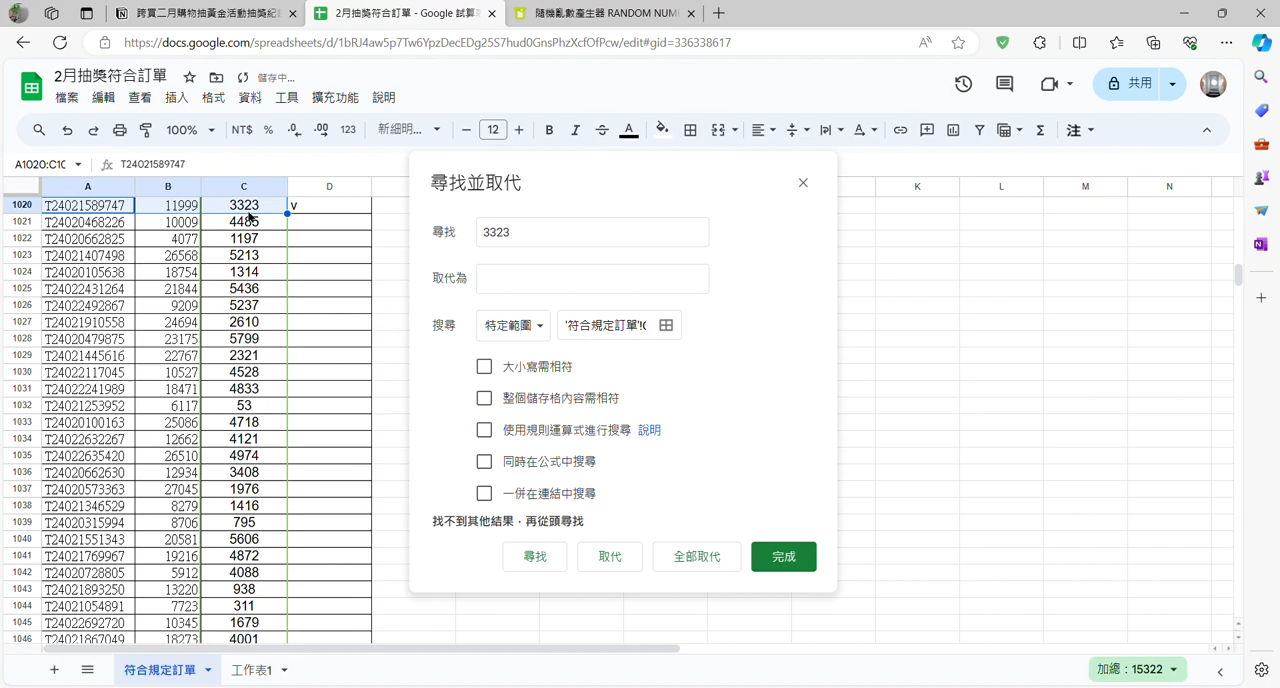 跨買二月購物抽黃金活動抽獎紀
2月抽獎符合訂單 - Google 試算
隨機亂數產生器 RANDOM NUM
https://docs.google.com/spreadsheets/d/1bRJ4aw5p7Tw6YpzDecEDg25S7hud0GnsPhzXcfOfPcw/edit#gid=336338617
2月抽獎符合訂單
儲存中...
檔案 編輯 查看 插入 格式 資料 工具 擴充功能 說明
共用
100% NT$ % .0 .00 123 新細明... 12 B I A 注
A1020:C1C fx T24021589747
A B C D K L M N
1020 T24021589747 11999 3323 v
1021 T24020468226 10009 4485
1022 T24020662825 4077 1197
1023 T24021407498 26568 5213
1024 T24020105638 18754 1314
1025 T24022431264 21844 5436
1026 T24022492867 9209 5237
1027 T24021910558 24694 2610
1028 T24020479875 23175 5799
1029 T24021445616 22767 2321
1030 T24022117045 10527 4528
1031 T24022241989 18471 4833
1032 T24021253952 6117 53
1033 T24020100163 25086 4718
1034 T24022632267 12662 4121
1035 T24022635420 26510 4974
1036 T24020662630 12934 3408
1037 T24020573363 27045 1976
1038 T24021346529 8279 1416
1039 T24020315994 8706 795
1040 T24021551343 20581 5606
1041 T24021769967 19216 4872
1042 T24020728805 5912 4088
1043 T24021893250 13220 938
1044 T24021054891 7723 311
1045 T24022692720 10345 1679
1046 T24021867049 18273 4001
尋找並取代
尋找 3323
取代為
搜尋 特定範圍 '符合規定訂單'!(
大小寫需相符
整個儲存格內容需相符
使用規則運算式進行搜尋 說明
同時在公式中搜尋
一併在連結中搜尋
找不到其他結果，再從頭尋找
尋找 取代 全部取代 完成
符合規定訂單 工作表1
加總：15322